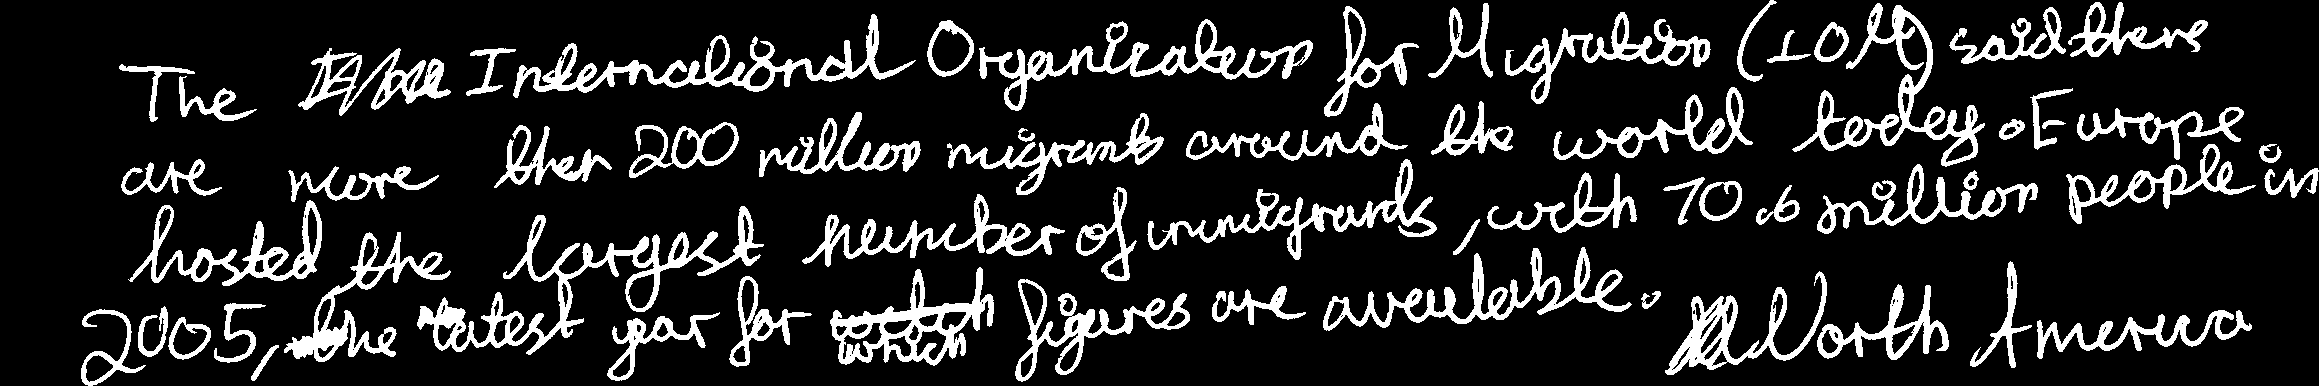 The International Organization for Migration (IOM) said there
are more then 200 million migrants around the world today. Europe
hosted the largest number of immigrants, with 70.6 million people in
2005, the latest year for which figures are available. North America